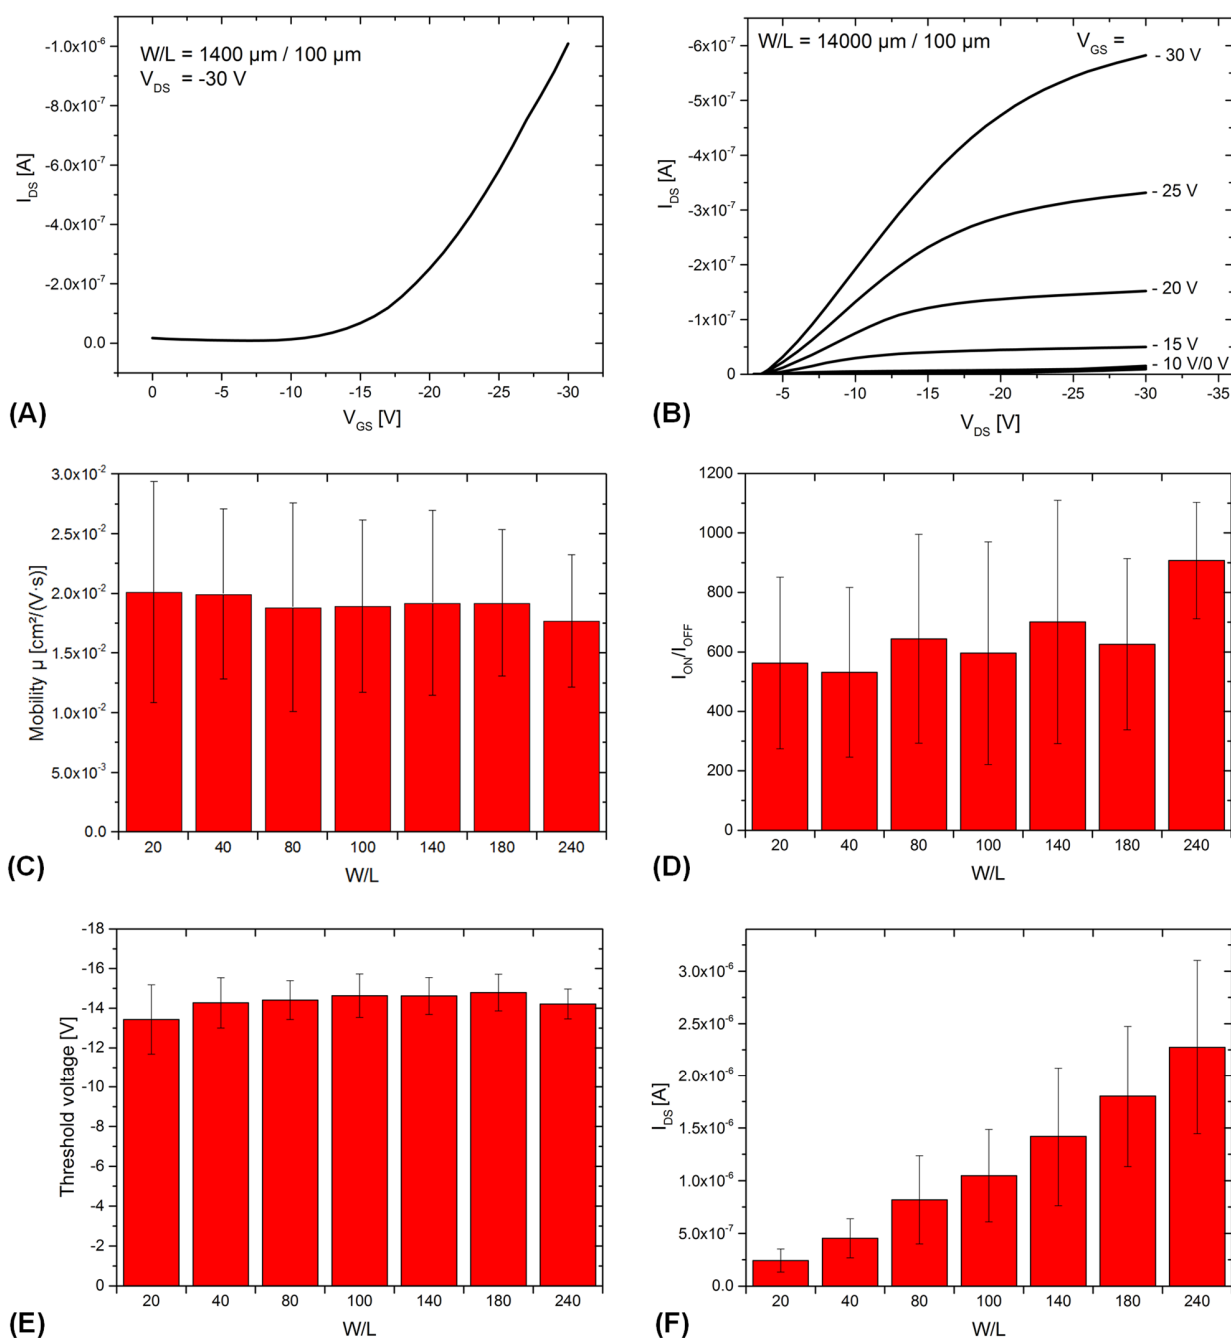 W/L = 1400 µm / 100 µm
V_DS = -30 V
-1.0x10⁻⁶
-8.0x10⁻⁷
-6.0x10⁻⁷
-4.0x10⁻⁷
-2.0x10⁻⁷
0.0
I_DS [A]
0 -5 -10 -15 -20 -25 -30
V_GS [V]
(A)
W/L = 14000 µm / 100 µm V_GS =
-6x10⁻⁷
-5x10⁻⁷
-4x10⁻⁷
-3x10⁻⁷
-2x10⁻⁷
-1x10⁻⁷
0
I_DS [A]
- 30 V
- 25 V
- 20 V
- 15 V
- 10 V/0 V
-5 -10 -15 -20 -25 -30 -35
V_DS [V]
(B)
3.0x10⁻²
2.5x10⁻²
2.0x10⁻²
1.5x10⁻²
1.0x10⁻²
5.0x10⁻³
0.0
Mobility µ [cm²/(V·s)]
20 40 80 100 140 180 240
W/L
(C)
1200
1000
800
600
400
200
0
I_ON/I_OFF
20 40 80 100 140 180 240
W/L
(D)
-18
-16
-14
-12
-10
-8
-6
-4
-2
0
Threshold voltage [V]
20 40 80 100 140 180 240
W/L
(E)
3.0x10⁻⁶
2.5x10⁻⁶
2.0x10⁻⁶
1.5x10⁻⁶
1.0x10⁻⁶
5.0x10⁻⁷
0.0
I_DS [A]
20 40 80 100 140 180 240
W/L
(F)